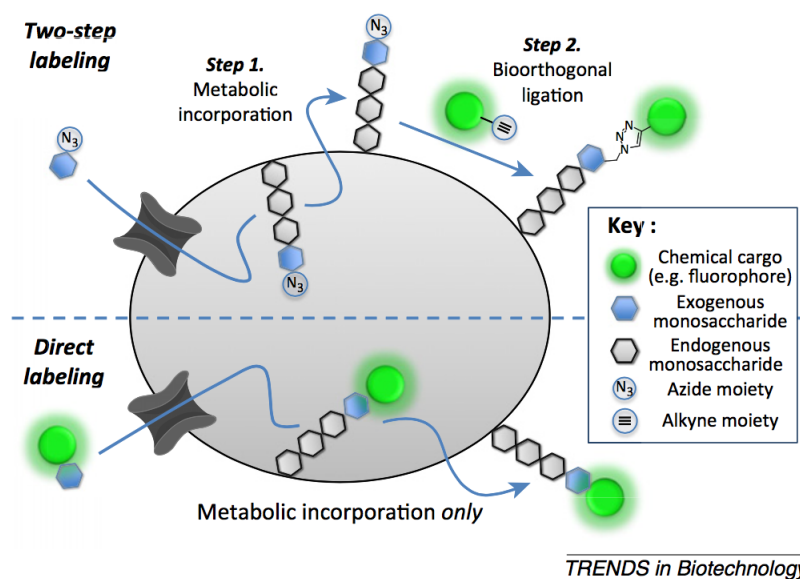 Two-step
labeling
Step 1.
Metabolic
incorporation
N₃
Step 2.
Bioorthogonal
ligation
N₃
N₃
N
N
N
Key :
Chemical cargo
(e.g. fluorophore)
Exogenous
monosaccharide
Endogenous
monosaccharide
N₃ Azide moiety
≡ Alkyne moiety
Direct
labeling
Metabolic incorporation only
TRENDS in Biotechnology